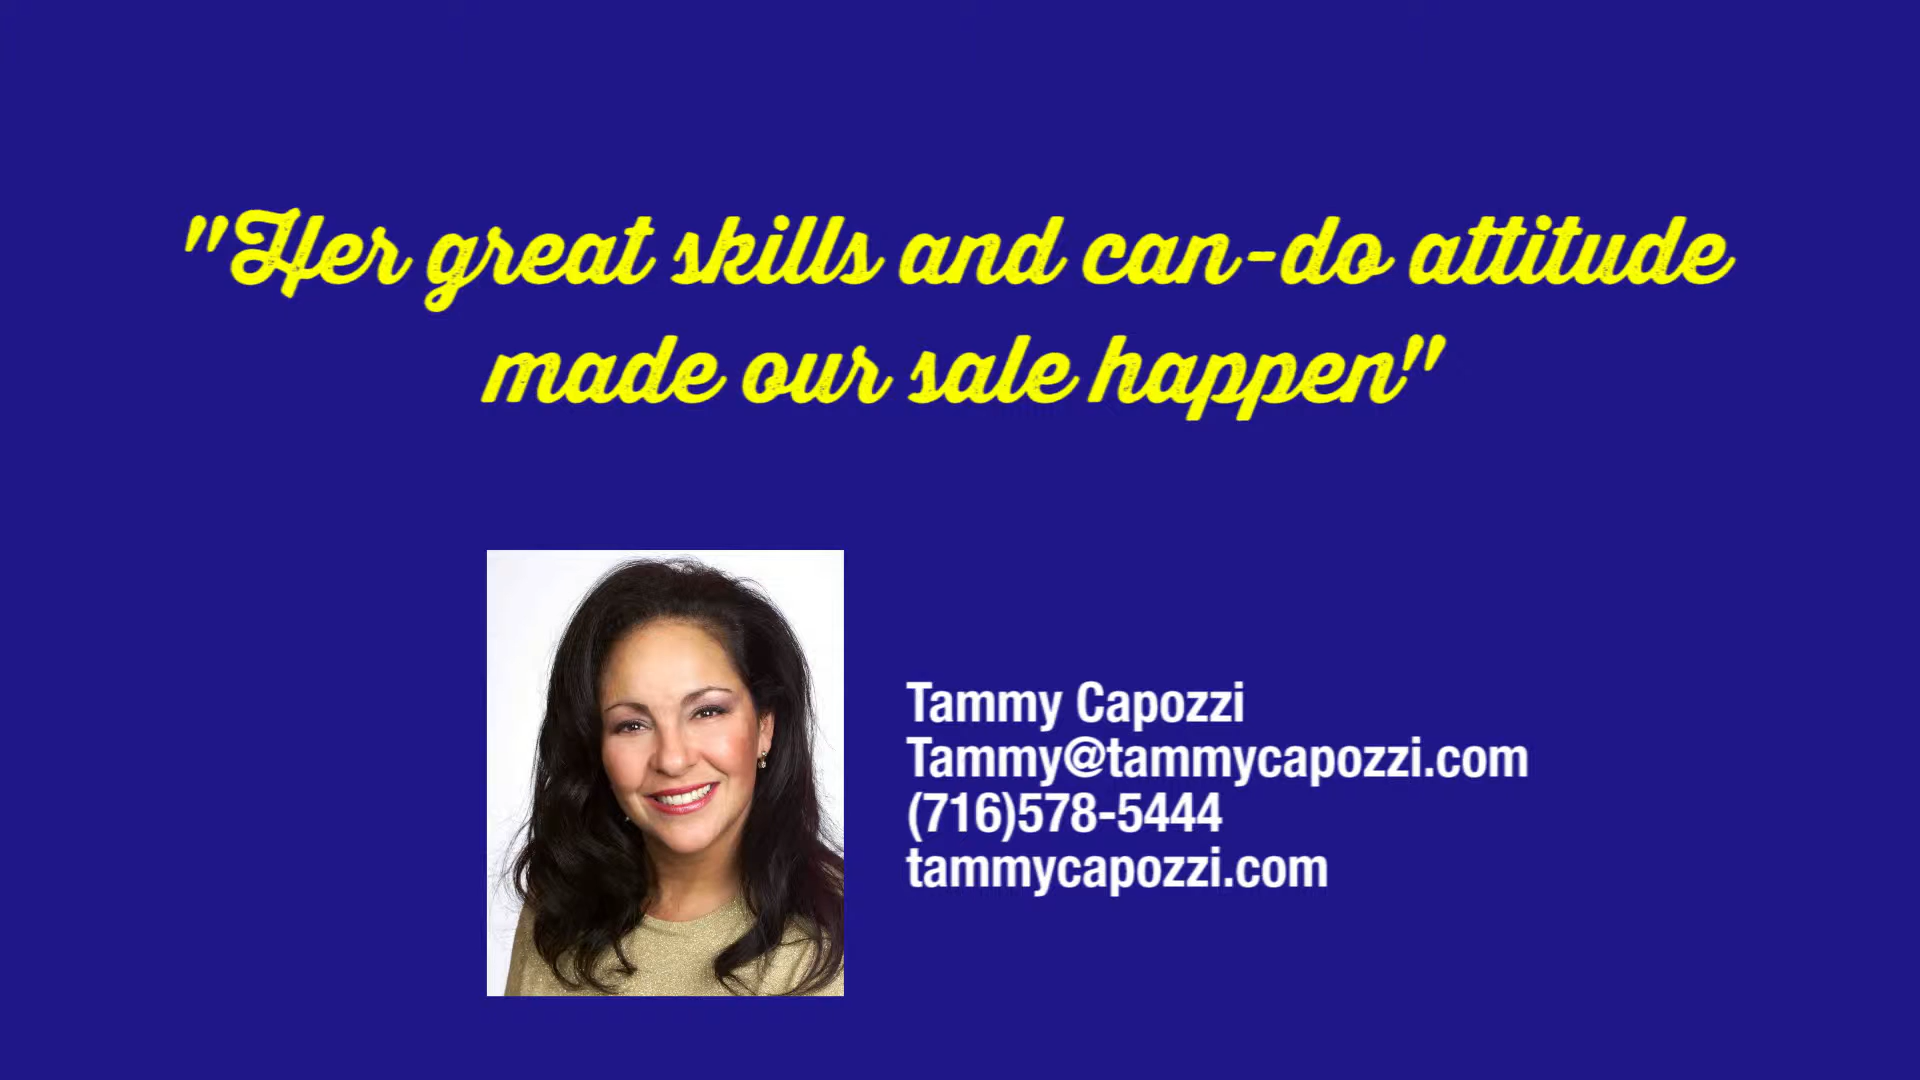 "Her great skills and can-do attitude
made our sale happen!"
Tammy Capozzi
Tammy@tammycapozzi.com
(716)578-5444
tammycapozzi.com